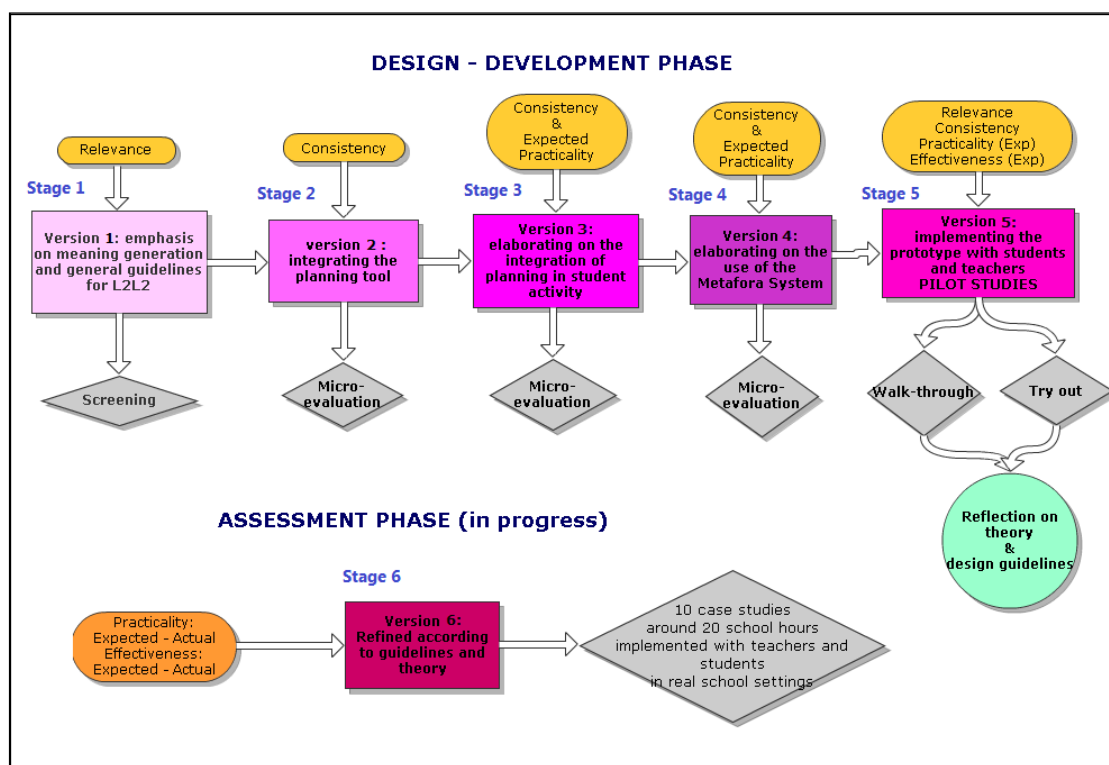 DESIGN - DEVELOPMENT PHASE
Relevance
Stage 1
Version 1: emphasis
on meaning generation
and general guidelines
for L2L2
Screening
Consistency
Stage 2
version 2 :
integrating the
planning tool
Micro-
evaluation
Consistency
&
Expected
Practicality
Stage 3
Version 3:
elaborating on the
integration of
planning in student
activity
Micro-
evaluation
Consistency
&
Expected
Practicality
Stage 4
Version 4:
elaborating on the
use of the
Metafora System
Micro-
evaluation
Relevance
Consistency
Practicality (Exp)
Effectiveness (Exp)
Stage 5
Version 5:
implementing the
prototype with
students and
teachers
PILOT STUDIES
Walk-through
Try out
Reflection on
theory
&
design guidelines
ASSESSMENT PHASE (in progress)
Practicality:
Expected - Actual
Effectiveness:
Expected - Actual
Stage 6
Version 6:
Refined according
to guidelines and
theory
10 case studies
around 20 school hours
implemented with teachers and
students
in real school settings